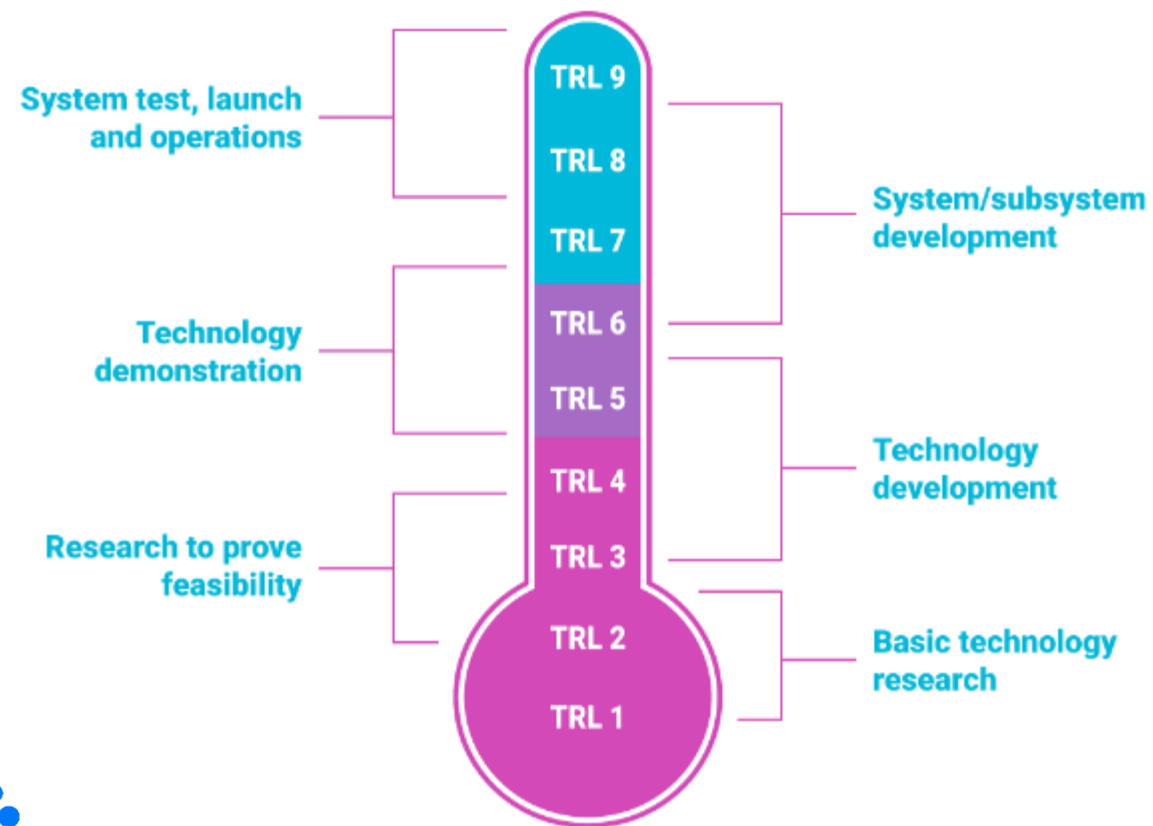 System test, launch
and operations
Technology
demonstration
Research to prove
feasibility
TRL 9
TRL 8
TRL 7
TRL 6
TRL 5
TRL 4
TRL 3
TRL 2
TRL 1
System/subsystem
development
Technology
development
Basic technology
research